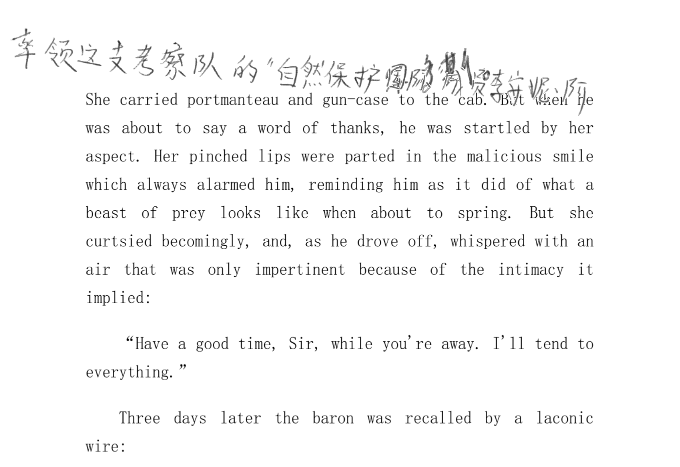 率领这支考察队的“自然保护国际”
李安妮·阿
She carried portmanteau and gun-case to the cab. But when he
was about to say a word of thanks, he was startled by her
aspect. Her pinched lips were parted in the malicious smile
which always alarmed him, reminding him as it did of what a
beast of prey looks like when about to spring. But she
curtsied becomingly, and, as he drove off, whispered with an
air that was only impertinent because of the intimacy it
implied:
“Have a good time, Sir, while you're away. I'll tend to
everything.”
Three days later the baron was recalled by a laconic
wire: